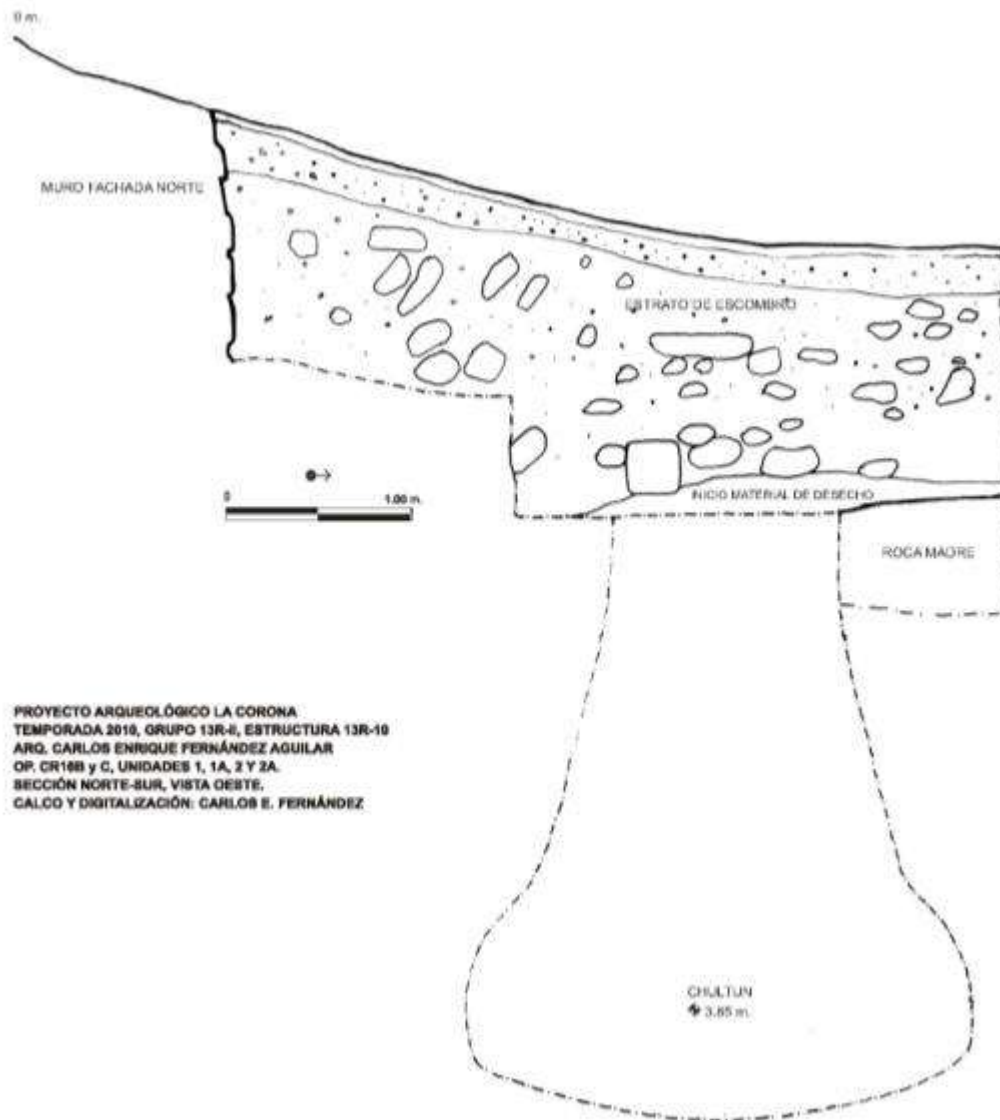 0 m.
MURO FACHADA NORTE
ESTRATO DE ESCOMBRO
0 1.00 m.
INICIO MATERIAL DE DESECHO
ROCA MADRE
PROYECTO ARQUEOLÓGICO LA CORONA
TEMPORADA 2010, GRUPO 13R-II, ESTRUCTURA 13R-10
ARQ. CARLOS ENRIQUE FERNÁNDEZ AGUILAR
OP. CR16B y C, UNIDADES 1, 1A, 2 Y 2A.
SECCIÓN NORTE-SUR, VISTA OESTE.
CALCO Y DIGITALIZACIÓN: CARLOS E. FERNÁNDEZ
CHULTUN
3.85 m.